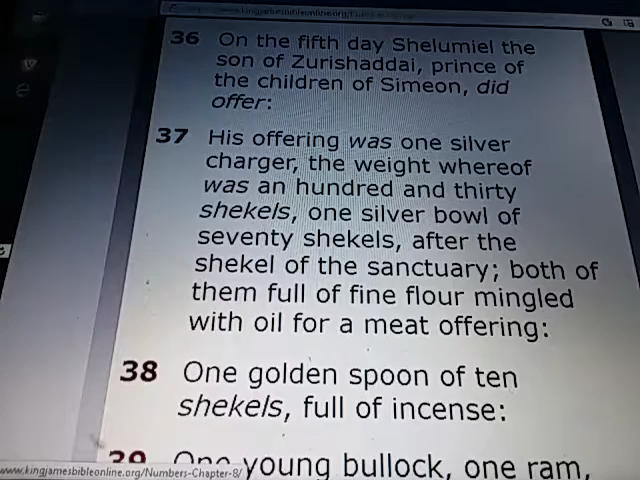 36 On the fifth day Shelumiel the
son of Zurishaddai, prince of
the children of Simeon, did
offer:
37 His offering was one silver
charger, the weight whereof
was an hundred and thirty
shekels, one silver bowl of
seventy shekels, after the
shekel of the sanctuary; both of
them full of fine flour mingled
with oil for a meat offering:
38 One golden spoon of ten
shekels, full of incense:
39 One young bullock, one ram,
www.kingjamesbibleonline.org/Numbers-Chapter-8/